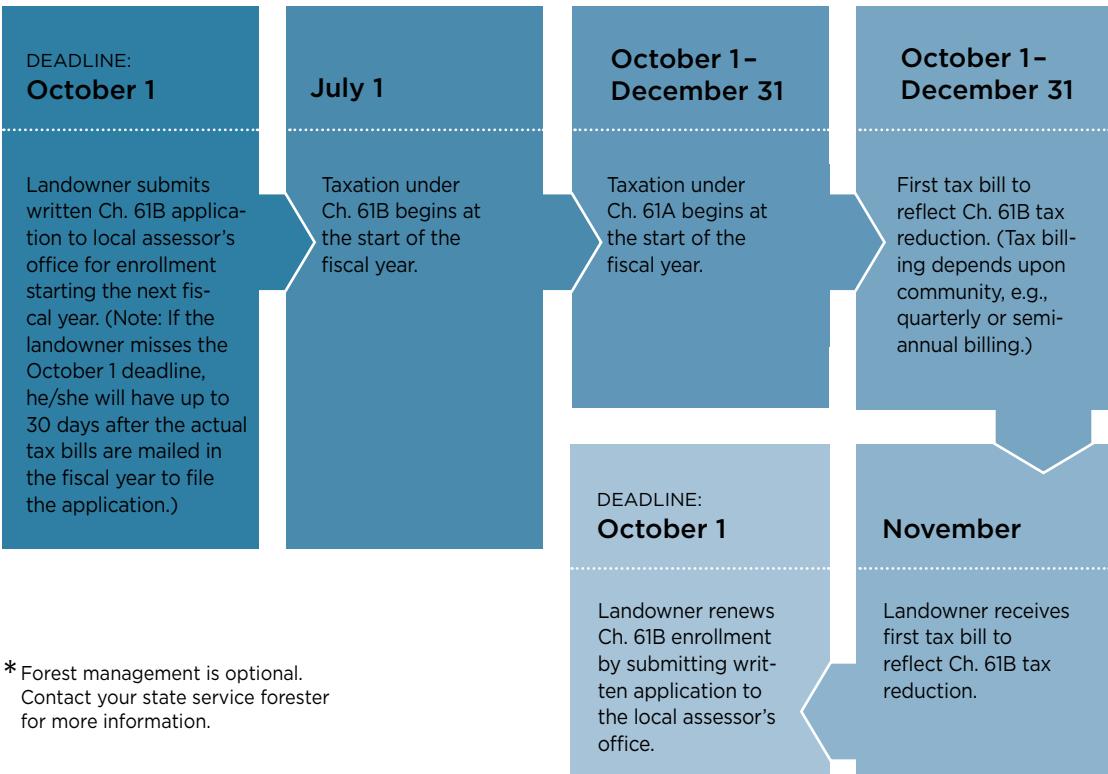 DEADLINE:
October 1
Landowner submits
written Ch. 61B applica-
tion to local assessor's
office for enrollment
starting the next fis-
cal year. (Note: If the
landowner misses the
October 1 deadline,
he/she will have up to
30 days after the actual
tax bills are mailed in
the fiscal year to file
the application.)
July 1
Taxation under
Ch. 61B begins at
the start of the
fiscal year.
October 1–
December 31
Taxation under
Ch. 61A begins at
the start of the
fiscal year.
October 1–
December 31
First tax bill to
reflect Ch. 61B tax
reduction. (Tax bill-
ing depends upon
community, e.g.,
quarterly or semi-
annual billing.)
November
Landowner receives
first tax bill to
reflect Ch. 61B tax
reduction.
DEADLINE:
October 1
Landowner renews
Ch. 61B enrollment
by submitting writ-
ten application to
the local assessor's
office.
* Forest management is optional.
Contact your state service forester
for more information.